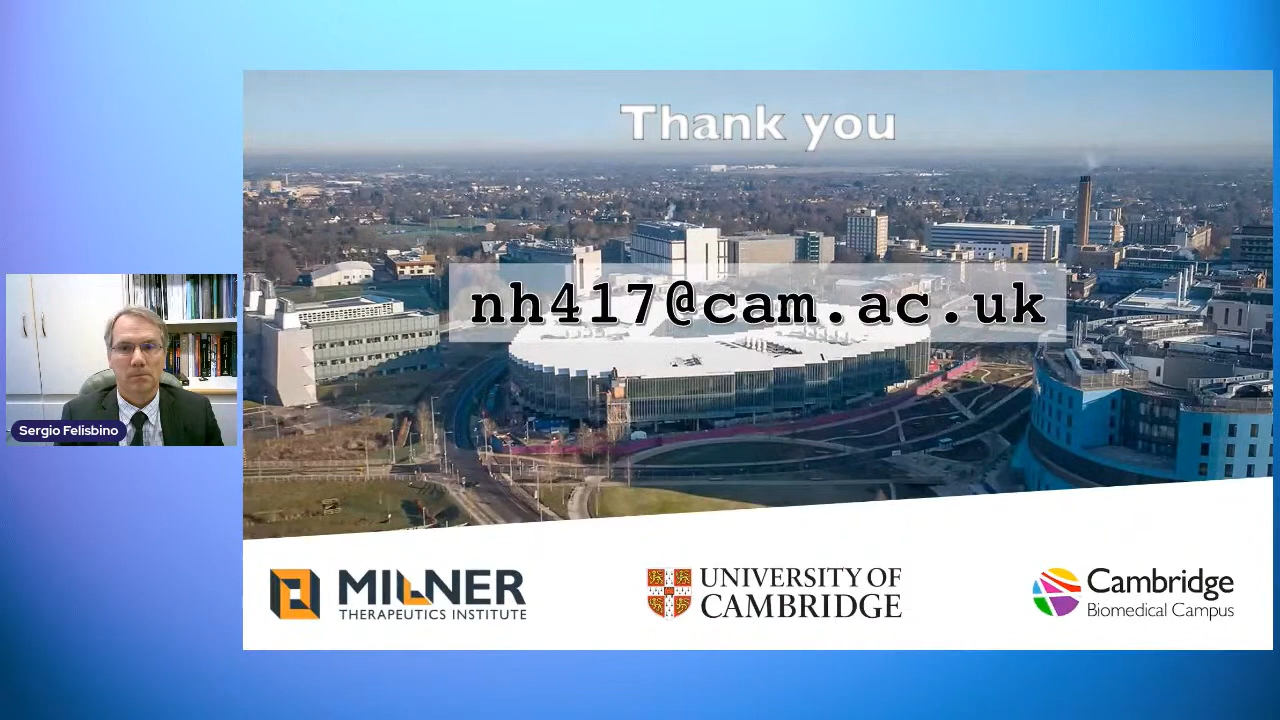 Thank you
nh417@cam.ac.uk
Sergio Felisbino
MILNER
THERAPEUTICS INSTITUTE
UNIVERSITY OF
CAMBRIDGE
Cambridge
Biomedical Campus